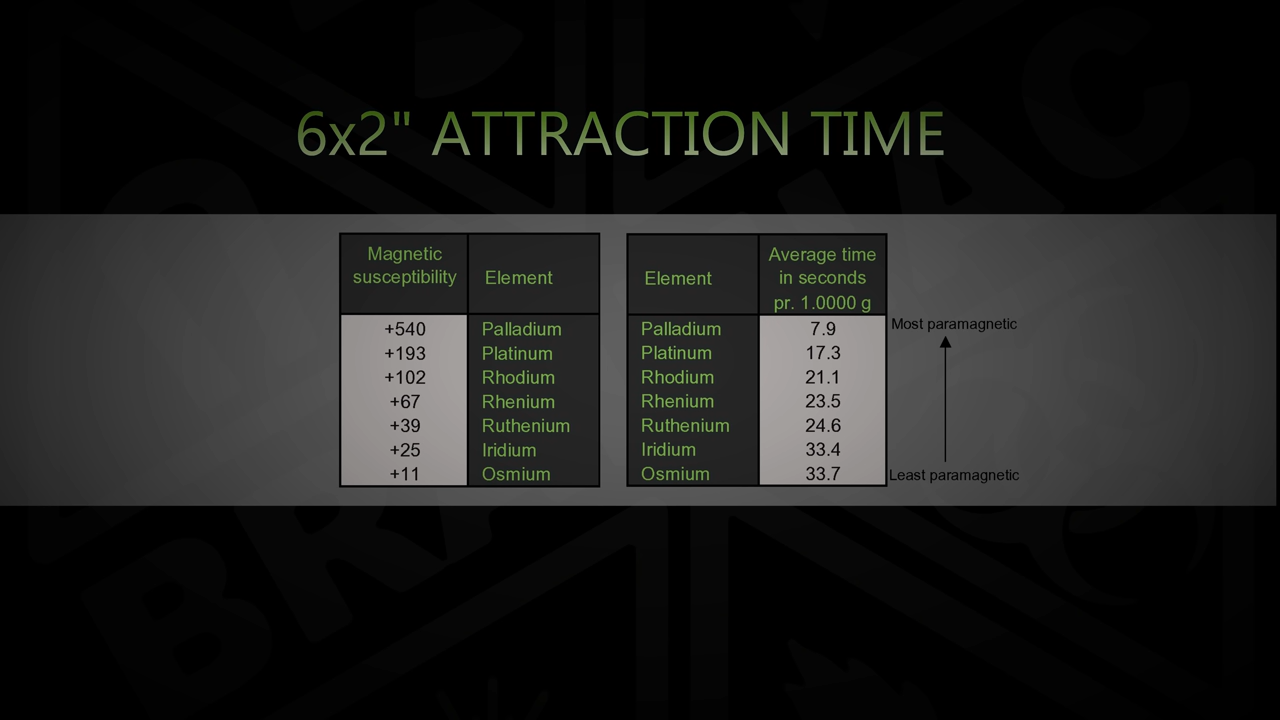 6x2" ATTRACTION TIME
Magnetic
susceptibility
Element
+540 Palladium
+193 Platinum
+102 Rhodium
+67 Rhenium
+39 Ruthenium
+25 Iridium
+11 Osmium
Element
Average time
in seconds
pr. 1.0000 g
Palladium 7.9
Platinum 17.3
Rhodium 21.1
Rhenium 23.5
Ruthenium 24.6
Iridium 33.4
Osmium 33.7
Most paramagnetic
Least paramagnetic